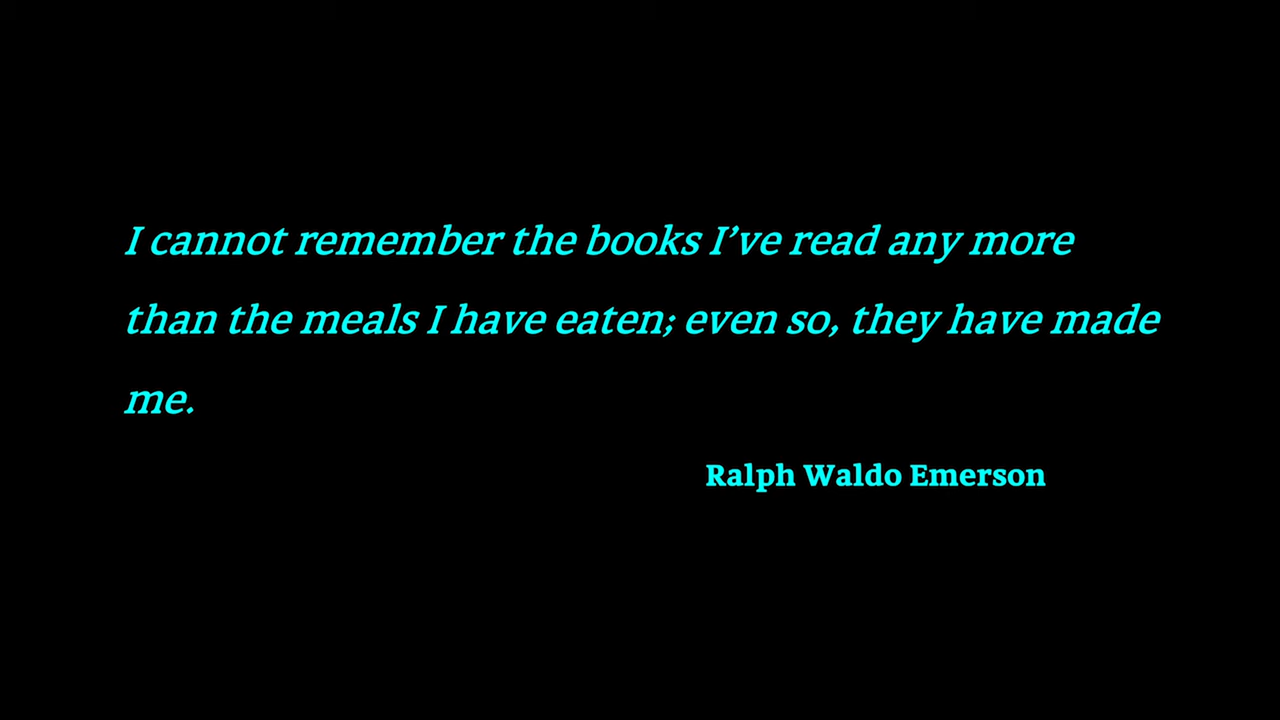 I cannot remember the books I’ve read any more
than the meals I have eaten; even so, they have made
me.
Ralph Waldo Emerson